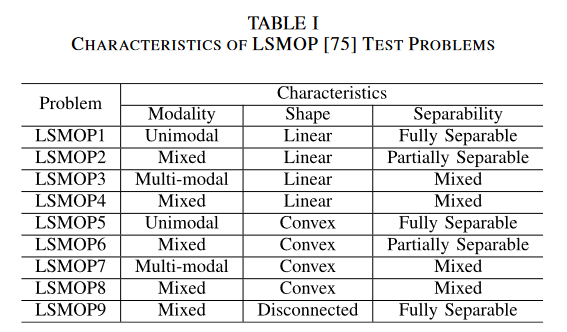 TABLE I
CHARACTERISTICS OF LSMOP [75] TEST PROBLEMS
Problem Characteristics
Modality Shape Separability
LSMOP1 Unimodal Linear Fully Separable
LSMOP2 Mixed Linear Partially Separable
LSMOP3 Multi-modal Linear Mixed
LSMOP4 Mixed Linear Mixed
LSMOP5 Unimodal Convex Fully Separable
LSMOP6 Mixed Convex Partially Separable
LSMOP7 Multi-modal Convex Mixed
LSMOP8 Mixed Convex Mixed
LSMOP9 Mixed Disconnected Fully Separable